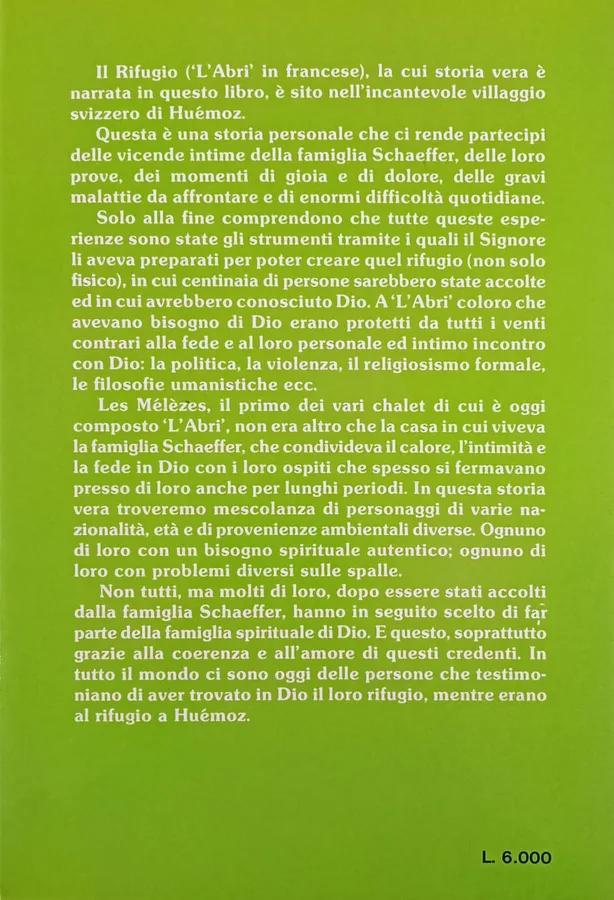 Il Rifugio (‘L’Abri’ in francese), la cui storia vera è
narrata in questo libro, è sito nell’incantevole villaggio
svizzero di Huémoz.
Questa è una storia personale che ci rende partecipi
delle vicende intime della famiglia Schaeffer, delle loro
prove, dei momenti di gioia e di dolore, delle gravi
malattie da affrontare e di enormi difficoltà quotidiane.
Solo alla fine comprendono che tutte queste espe-
rienze sono state gli strumenti tramite i quali il Signore
li aveva preparati per poter creare quel rifugio (non solo
fisico), in cui centinaia di persone sarebbero state accolte
ed in cui avrebbero conosciuto Dio. A ‘L’Abri’ coloro che
avevano bisogno di Dio erano protetti da tutti i venti
contrari alla fede e al loro personale ed intimo incontro
con Dio: la politica, la violenza, il religiosismo formale,
le filosofie umanistiche ecc.
Les Mélèzes, il primo dei vari chalet di cui è oggi
composto ‘L’Abri’, non era altro che la casa in cui viveva
la famiglia Schaeffer, che condivideva il calore, l’intimità e
la fede in Dio con i loro ospiti che spesso si fermavano
presso di loro anche per lunghi periodi. In questa storia
vera troveremo mescolanza di personaggi di varie na-
zionalità, età e di provenienze ambientali diverse. Ognuno
di loro con un bisogno spirituale autentico; ognuno di
loro con problemi diversi sulle spalle.
Non tutti, ma molti di loro, dopo essere stati accolti
dalla famiglia Schaeffer, hanno in seguito scelto di far
parte della famiglia spirituale di Dio. E questo, soprattutto
grazie alla coerenza e all’amore di questi credenti. In
tutto il mondo ci sono oggi delle persone che testimo-
niano di aver trovato in Dio il loro rifugio, mentre erano
al rifugio a Huémoz.
L. 6.000